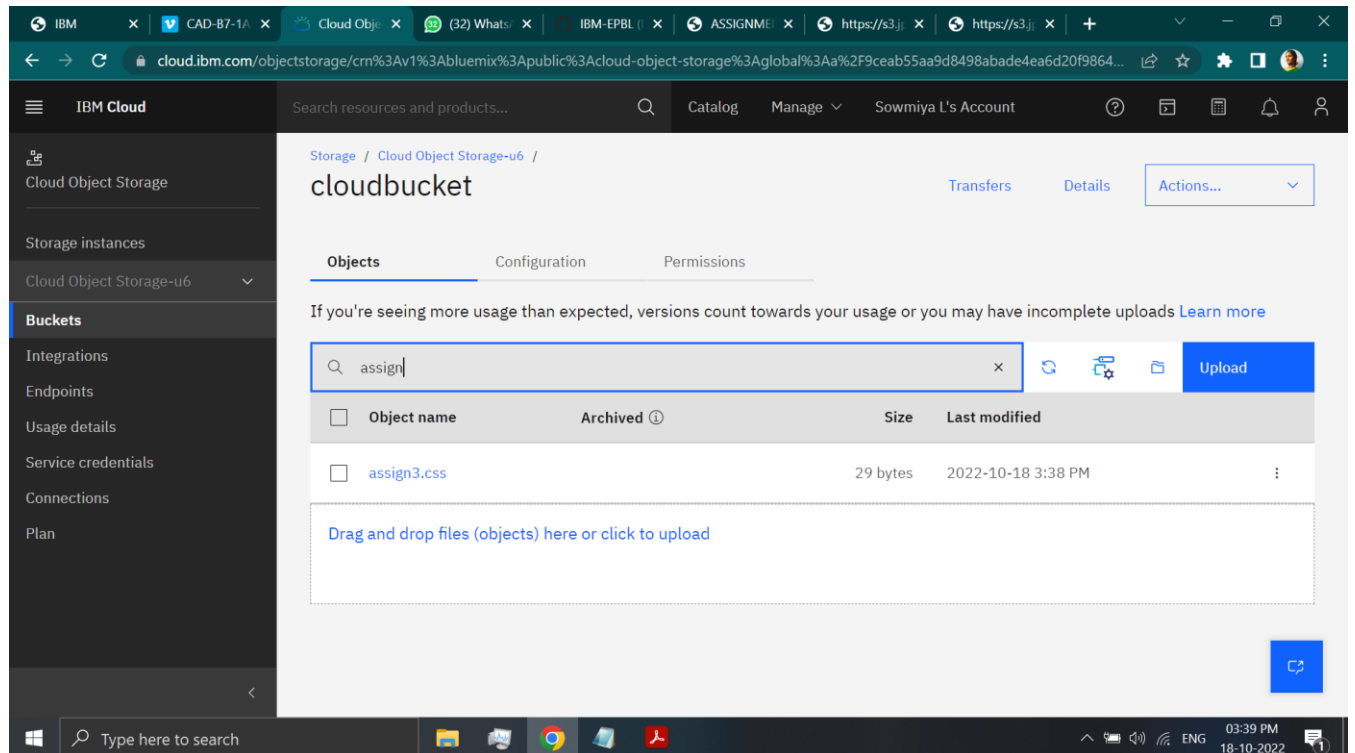 IBM
CAD-B7-1A
Cloud Obje
(32) Whats
IBM-EPBL (
ASSIGNME
https://s3.j
https://s3.j
cloud.ibm.com/objectstorage/crn%3Av1%3Abluemix%3Apublic%3Acloud-object-storage%3Aglobal%3Aa%2F9ceab55aa9d8498abade4ea6d20f9864...
IBM Cloud
Search resources and products...
Catalog
Manage
Sowmiya L's Account
Cloud Object Storage
Storage instances
Cloud Object Storage-u6
Buckets
Integrations
Endpoints
Usage details
Service credentials
Connections
Plan
Storage / Cloud Object Storage-u6 /
cloudbucket
Transfers
Details
Actions...
Objects
Configuration
Permissions
If you're seeing more usage than expected, versions count towards your usage or you may have incomplete uploads Learn more
assign
Upload
Object name
Archived
Size
Last modified
assign3.css
29 bytes
2022-10-18 3:38 PM
Drag and drop files (objects) here or click to upload
Type here to search
ENG
03:39 PM
18-10-2022